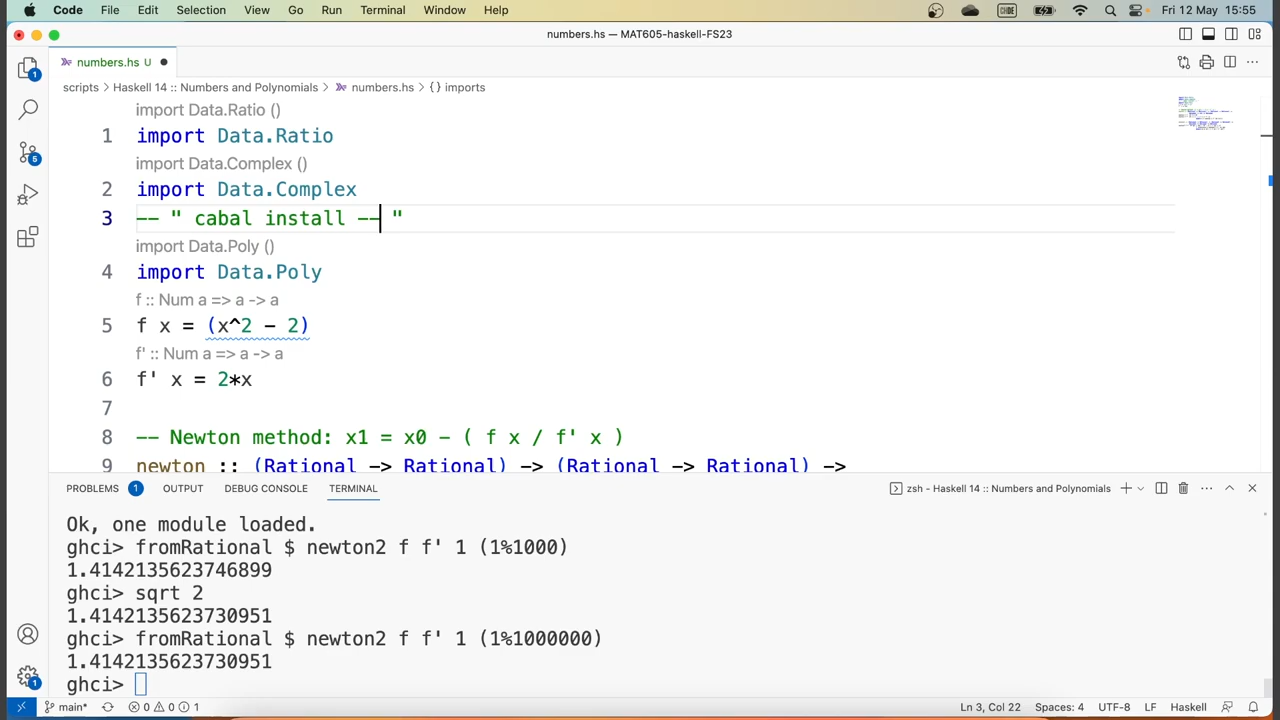 Code File Edit Selection View Go Run Terminal Window Help Fri 12 May 15:55
numbers.hs — MAT605-haskell-FS23
numbers.hs U
scripts > Haskell 14 :: Numbers and Polynomials > numbers.hs > {} imports
import Data.Ratio ()
1 import Data.Ratio
import Data.Complex ()
2 import Data.Complex
3 -- " cabal install -- "
import Data.Poly ()
4 import Data.Poly
f :: Num a => a -> a
5 f x = (x^2 - 2)
f' :: Num a => a -> a
6 f' x = 2*x
7
8 -- Newton method: x1 = x0 - ( f x / f' x )
9 newton :: (Rational -> Rational) -> (Rational -> Rational) ->
PROBLEMS 1 OUTPUT DEBUG CONSOLE TERMINAL zsh - Haskell 14 :: Numbers and Polynomials
Ok, one module loaded.
ghci> fromRational $ newton2 f f' 1 (1%1000)
1.4142135623746899
ghci> sqrt 2
1.4142135623730951
ghci> fromRational $ newton2 f f' 1 (1%1000000)
1.4142135623730951
ghci>
main* 0 0 1 Ln 3, Col 22 Spaces: 4 UTF-8 LF Haskell